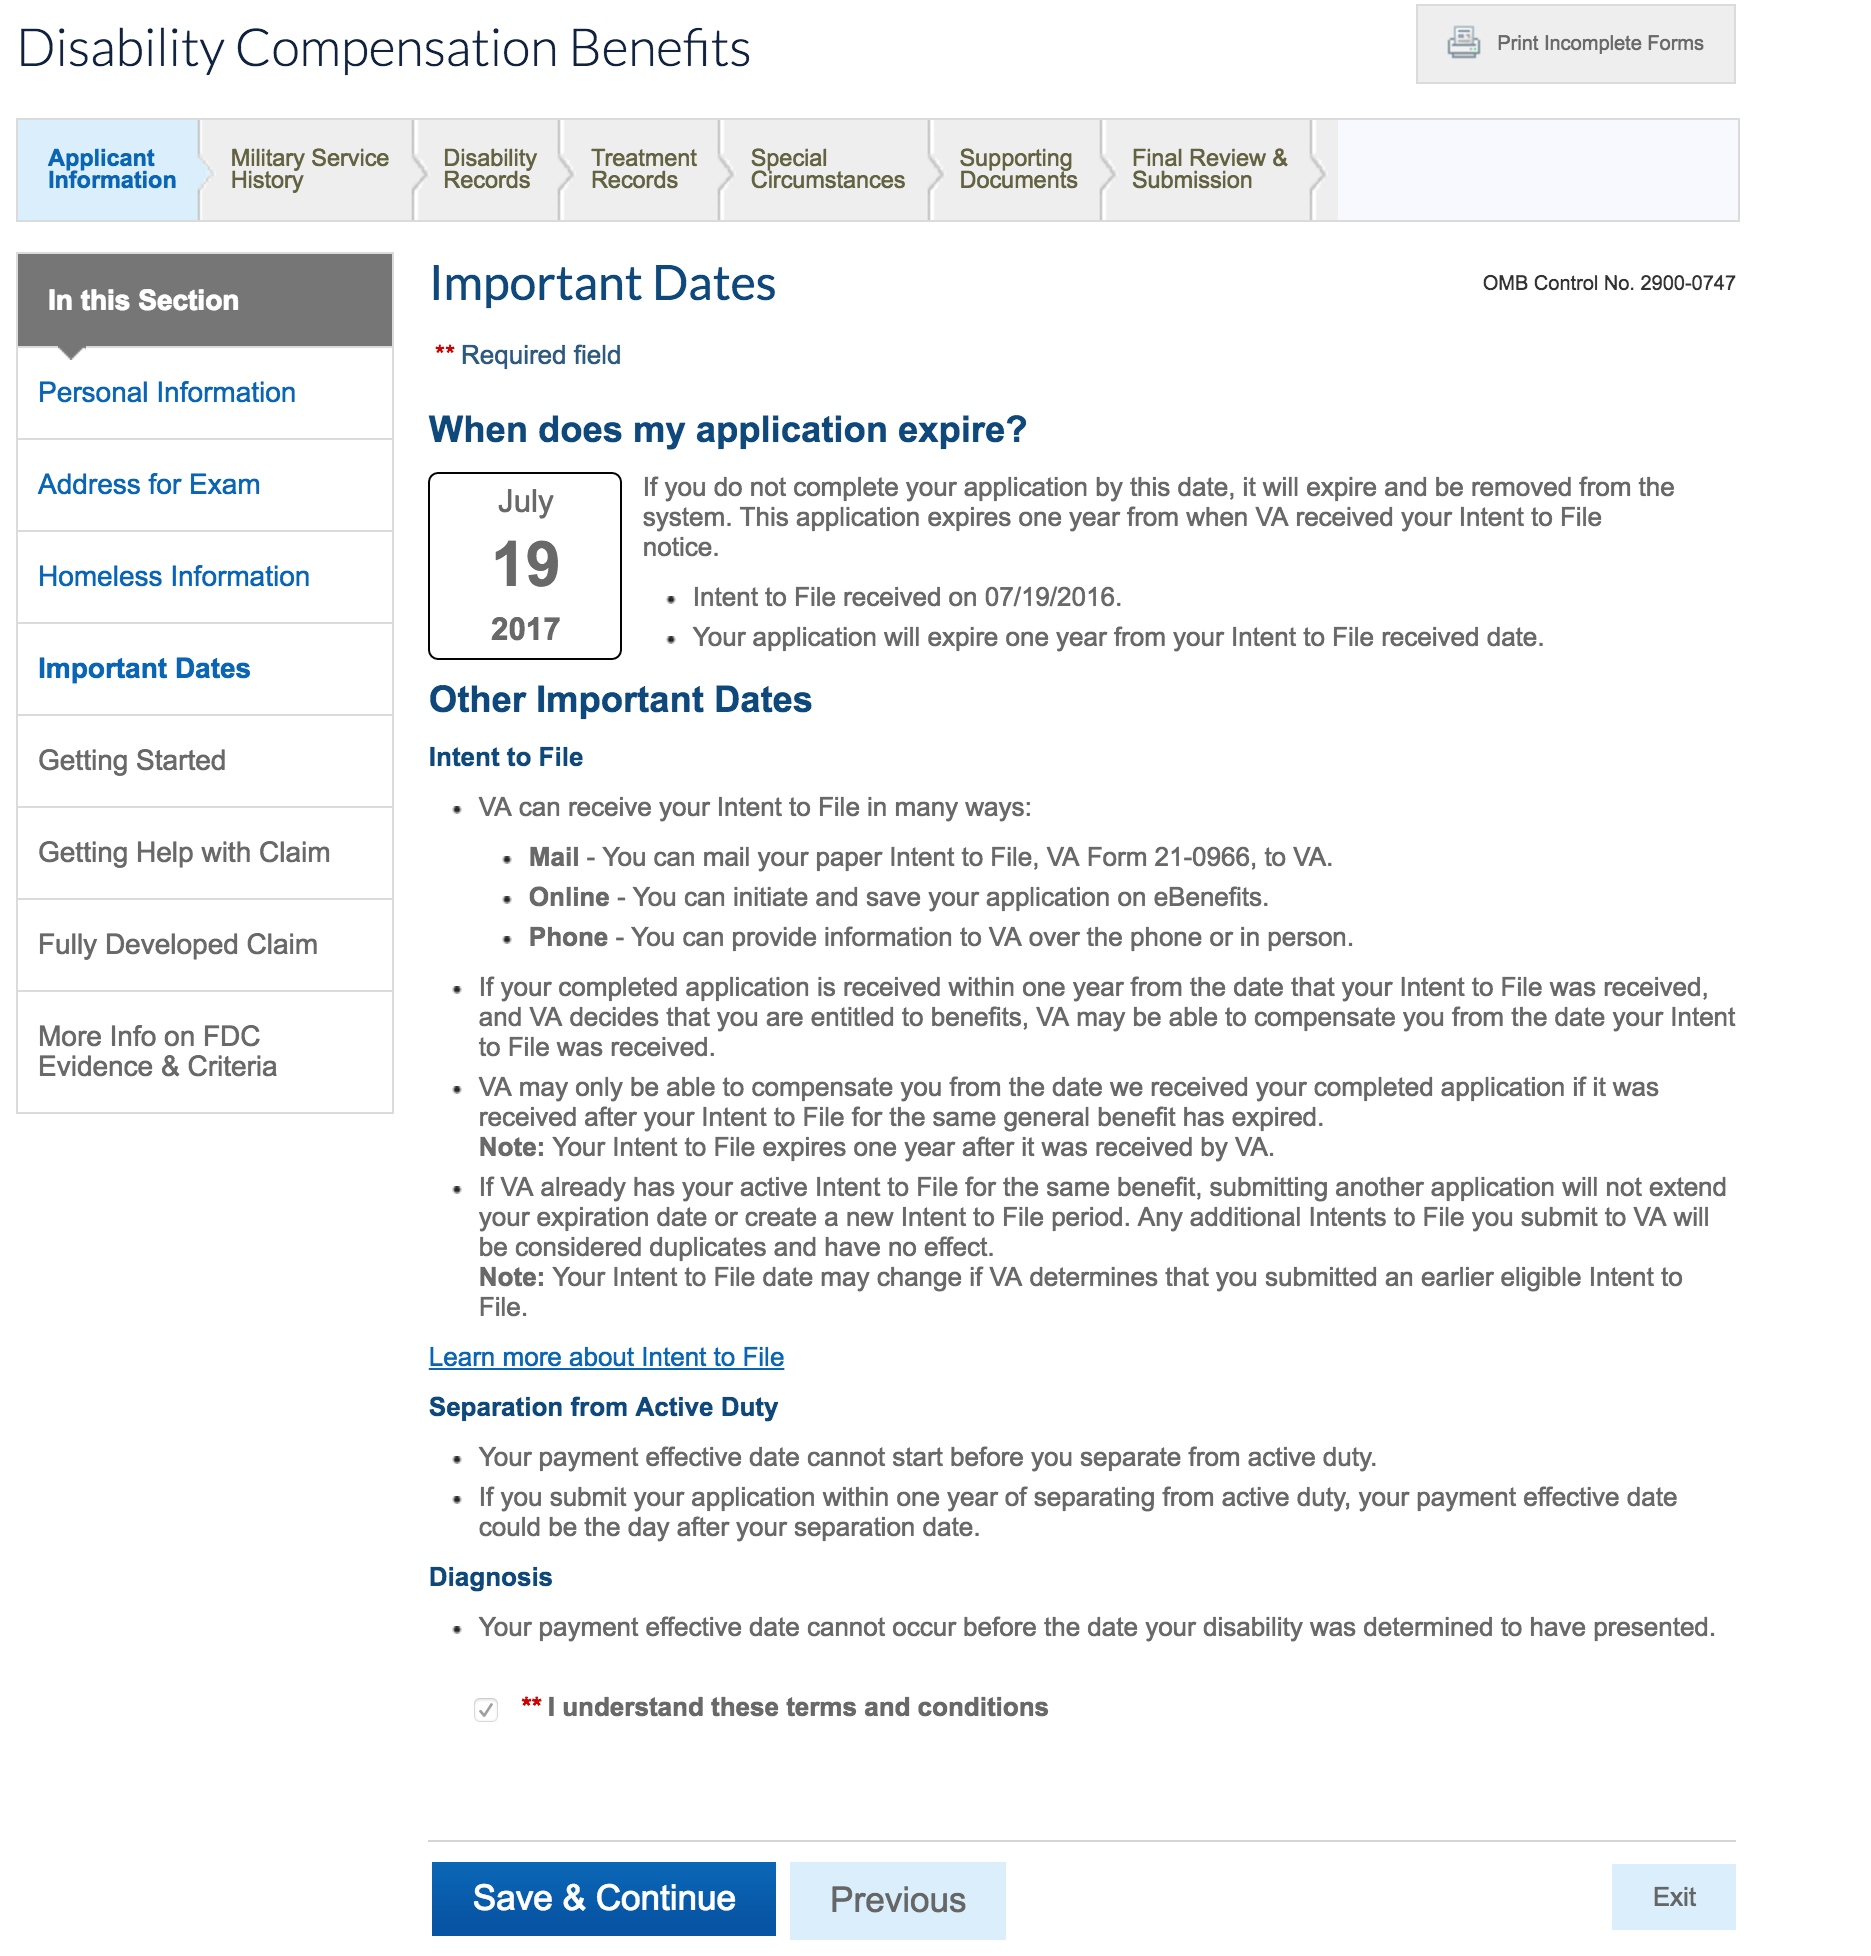 Disability Compensation Benefits
Print Incomplete Forms
Applicant
Information
Military Service
History
Disability
Records
Treatment
Records
Special
Circumstances
Supporting
Documents
Final Review &
Submission
In this Section
Personal Information
Address for Exam
Homeless Information
Important Dates
Getting Started
Getting Help with Claim
Fully Developed Claim
More Info on FDC
Evidence & Criteria
Important Dates
OMB Control No. 2900-0747
** Required field
When does my application expire?
July
19
2017
If you do not complete your application by this date, it will expire and be removed from the
system. This application expires one year from when VA received your Intent to File
notice.
• Intent to File received on 07/19/2016.
• Your application will expire one year from your Intent to File received date.
Other Important Dates
Intent to File
• VA can receive your Intent to File in many ways:
• Mail - You can mail your paper Intent to File, VA Form 21-0966, to VA.
• Online - You can initiate and save your application on eBenefits.
• Phone - You can provide information to VA over the phone or in person.
• If your completed application is received within one year from the date that your Intent to File was received,
and VA decides that you are entitled to benefits, VA may be able to compensate you from the date your Intent
to File was received.
• VA may only be able to compensate you from the date we received your completed application if it was
received after your Intent to File for the same general benefit has expired.
Note: Your Intent to File expires one year after it was received by VA.
• If VA already has your active Intent to File for the same benefit, submitting another application will not extend
your expiration date or create a new Intent to File period. Any additional Intents to File you submit to VA will
be considered duplicates and have no effect.
Note: Your Intent to File date may change if VA determines that you submitted an earlier eligible Intent to
File.
Learn more about Intent to File
Separation from Active Duty
• Your payment effective date cannot start before you separate from active duty.
• If you submit your application within one year of separating from active duty, your payment effective date
could be the day after your separation date.
Diagnosis
• Your payment effective date cannot occur before the date your disability was determined to have presented.
** I understand these terms and conditions
Save & Continue
Previous
Exit